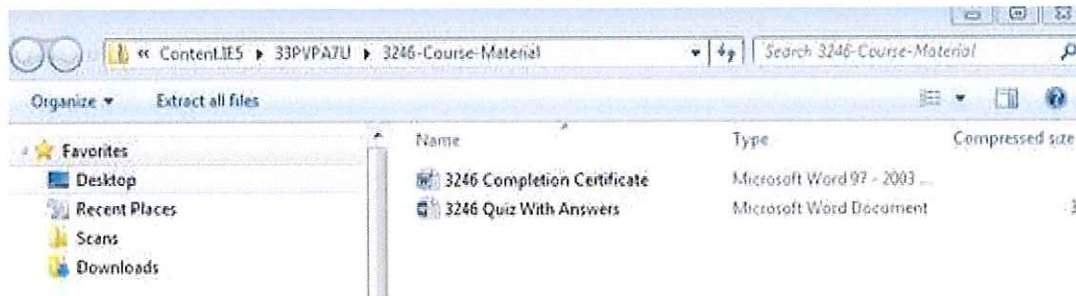 « Content.IE5 ▸ 33PVPA7U ▸ 3246-Course-Material
Search 3246-Course-Material
Organize ▾ Extract all files
Name Type Compressed size
Favorites
Desktop
Recent Places
Scans
Downloads
3246 Completion Certificate Microsoft Word 97 - 2003 ...
3246 Quiz With Answers Microsoft Word Document 3